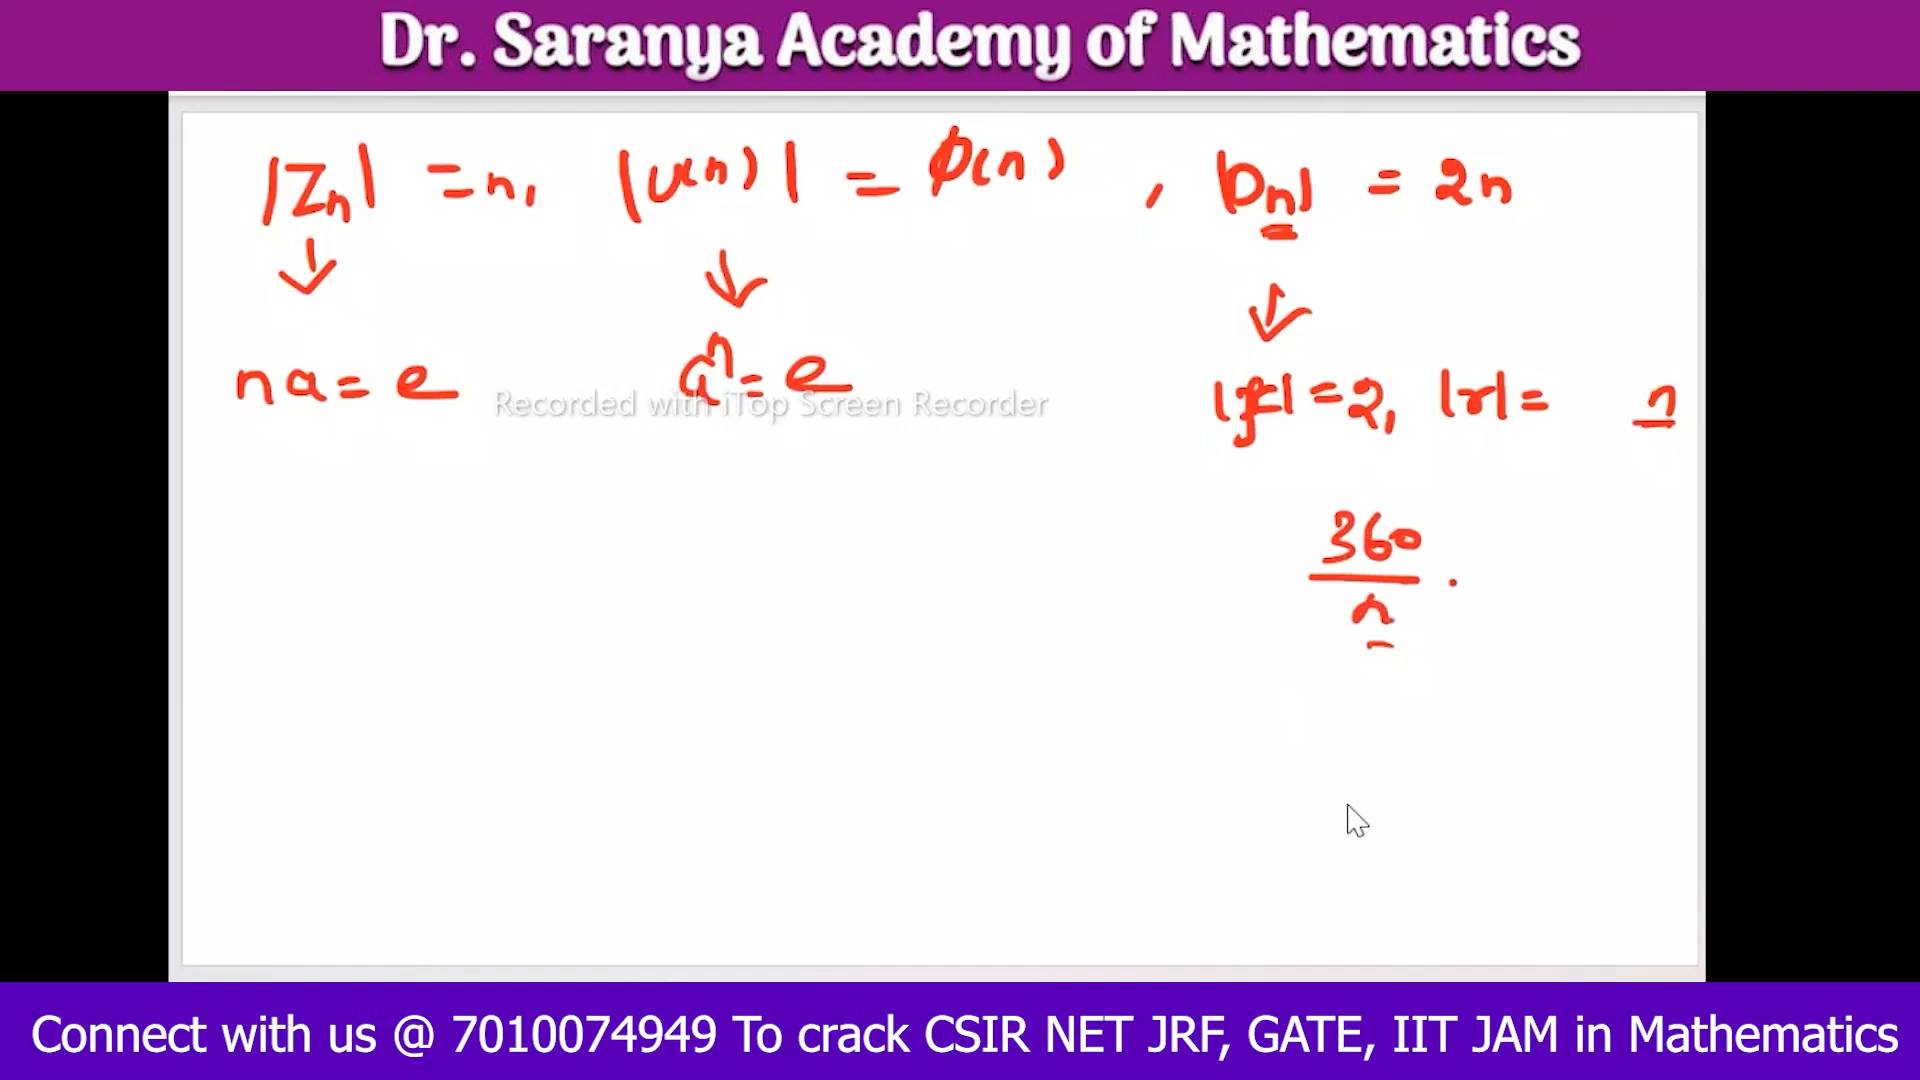 Dr. Saranya Academy of Mathematics
|Zn| = n, |U(n)| = ϕ(n), |Dn| = 2n
↓ ↓ ↓
na = e aⁿ = e |f| = 2, |r| = n
Recorded with iTop Screen Recorder
360
n
.
Connect with us @ 7010074949 To crack CSIR NET JRF, GATE, IIT JAM in Mathematics